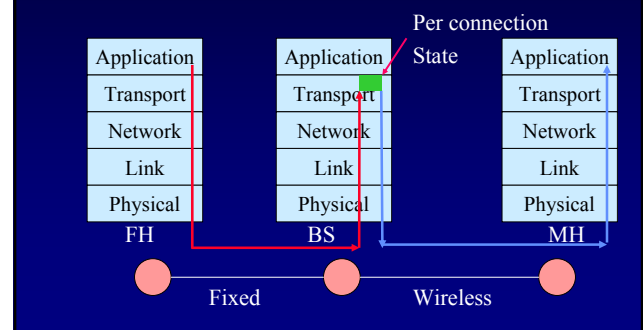 Per connection
State
Application Application Application
Transport Transport Transport
Network Network Network
Link Link Link
Physical Physical Physical
FH BS MH
Fixed Wireless